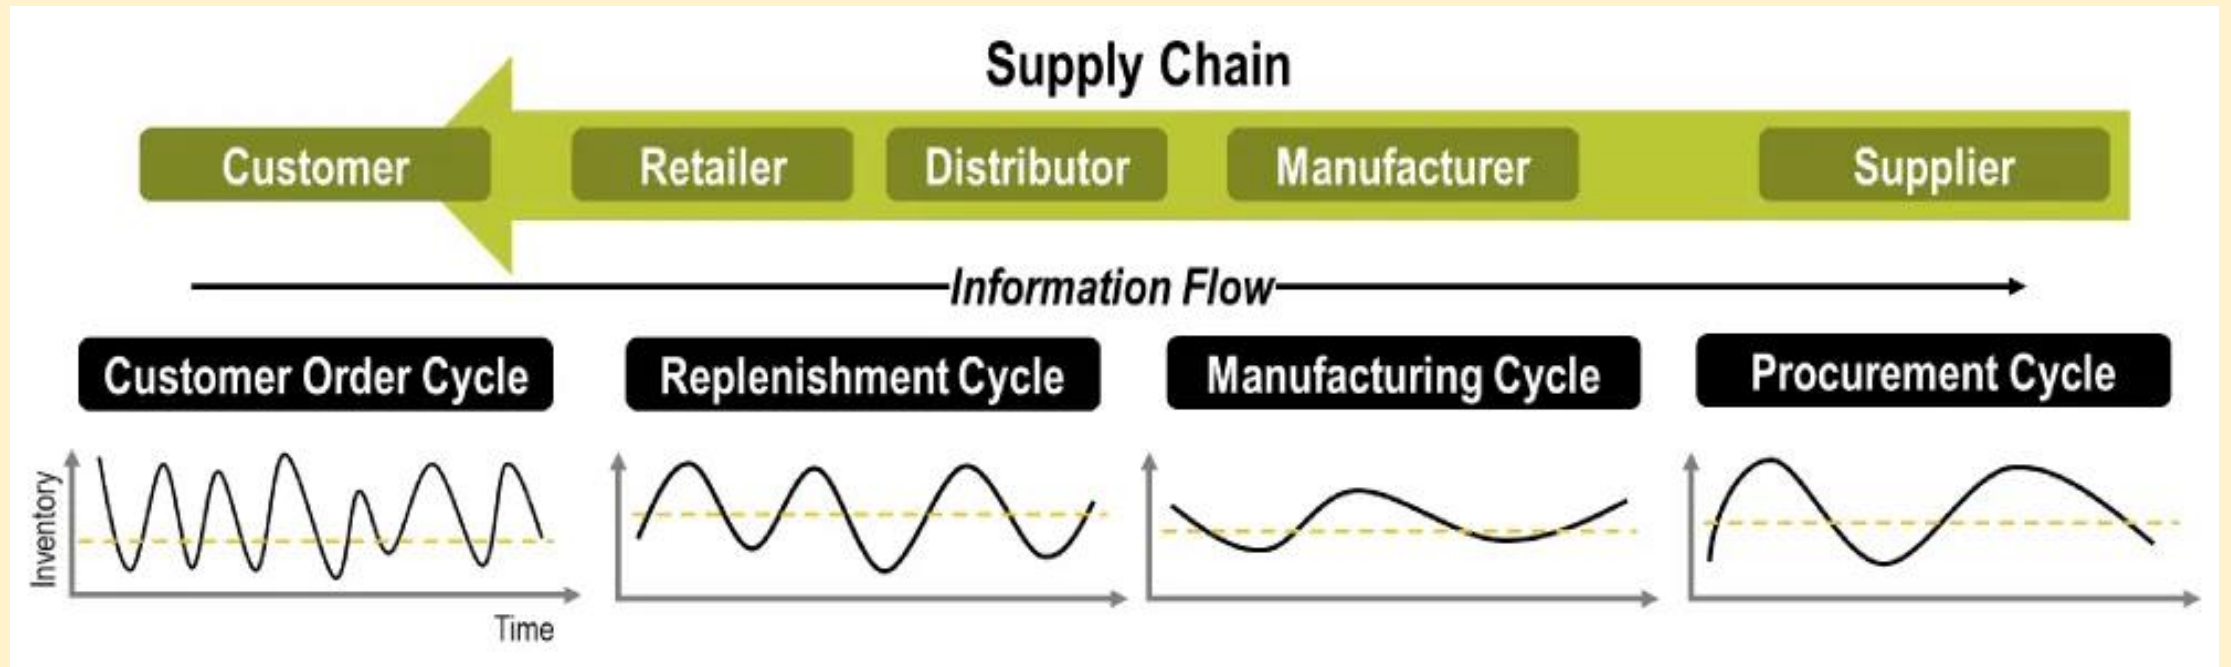 Supply Chain
Customer
Retailer
Distributor
Manufacturer
Supplier
Information Flow
Customer Order Cycle
Replenishment Cycle
Manufacturing Cycle
Procurement Cycle
Inventory
Time